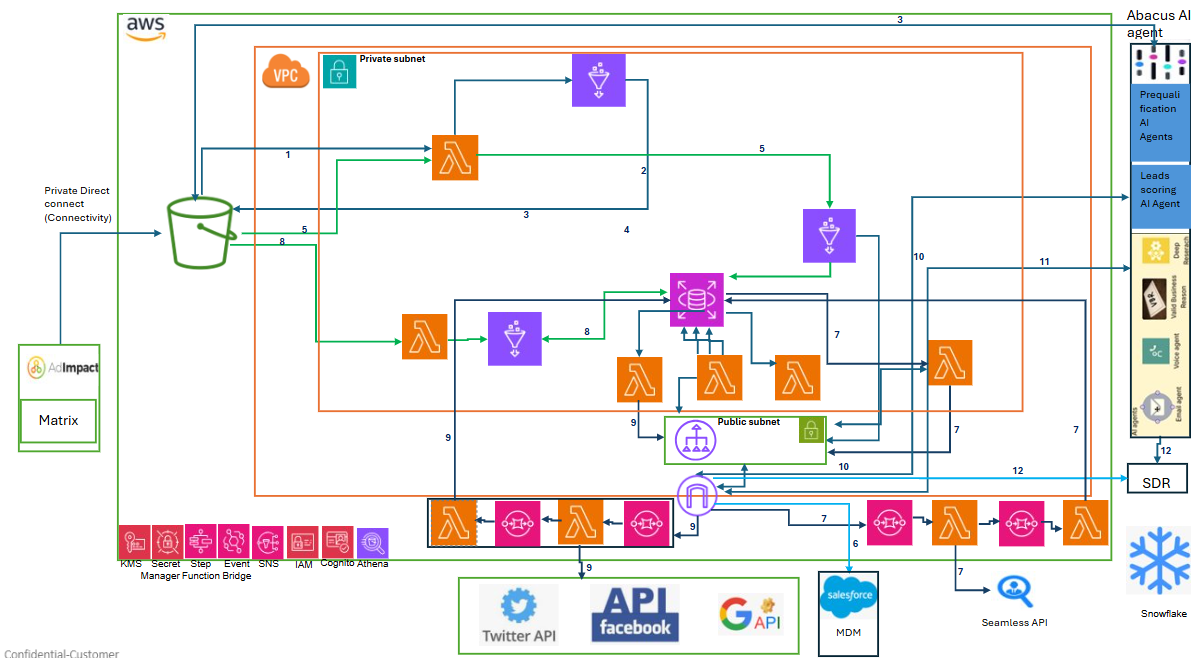 aws
3
Abacus AI
agent
VPC
Private subnet
Prequali
fication
AI
Agents
5
1
2
Leads
scoring
AI Agent
Private Direct
connect
(Connectivity)
3
5
4
8
10
11
Deep
Valid Business
Reason
VBR
8
7
Voice agent
AdImpact
Matrix
Email agent
AI agents
9
9
Public subnet
7
7
12
10
12
SDR
9
7
6
KMS
Secret
Manager
Step
Function
Event
Bridge
SNS
IAM
Cognito
Athena
9
7
Twitter API
API
facebook
G API
salesforce
MDM
Seamless API
Snowflake
Confidential-Customer